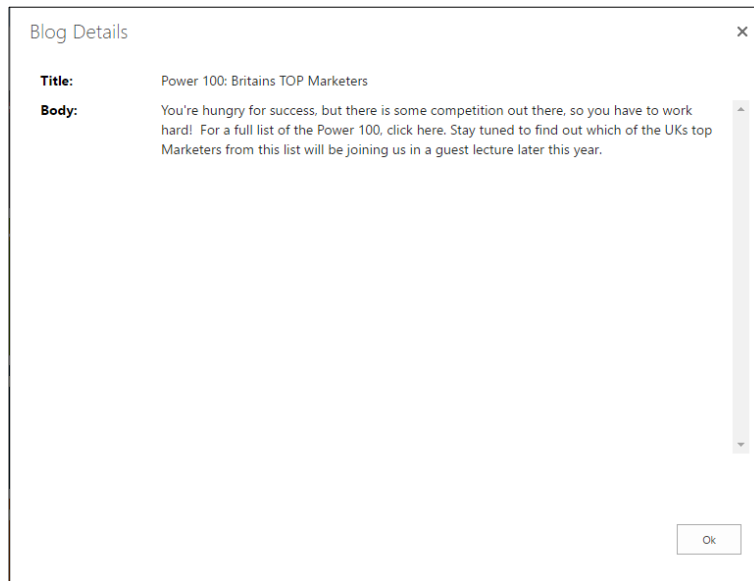 Blog Details
Title: Power 100: Britains TOP Marketers
Body: You're hungry for success, but there is some competition out there, so you have to work
hard!  For a full list of the Power 100, click here. Stay tuned to find out which of the UKs top
Marketers from this list will be joining us in a guest lecture later this year.
Ok